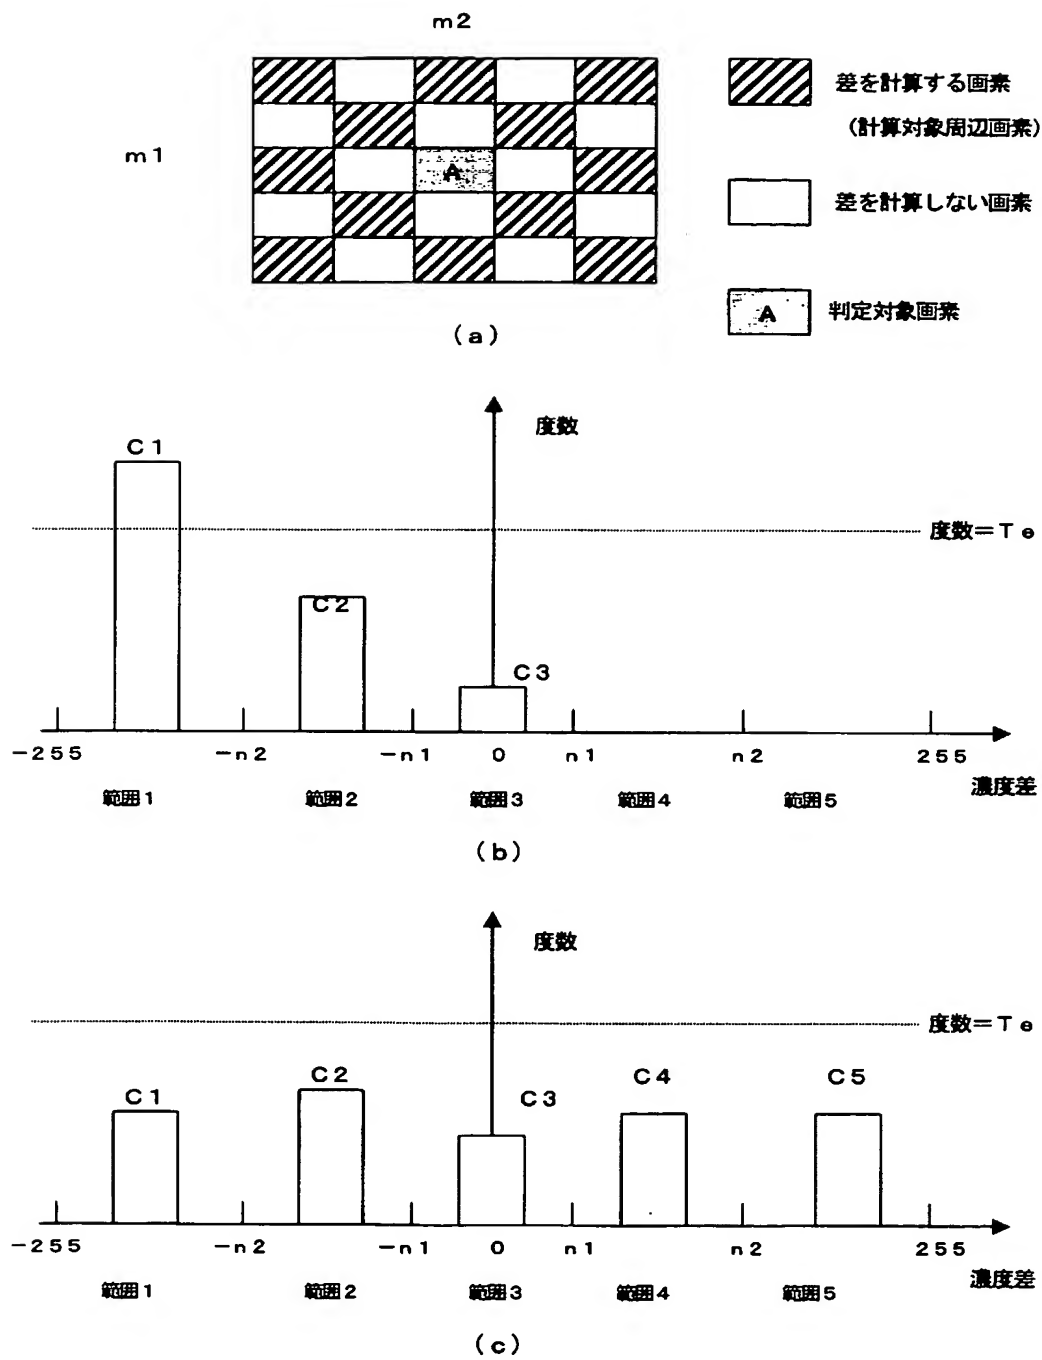 m2
m1
A
差を計算する画素
(計算対象周辺画素)
差を計算しない画素
A
判定対象画素
(a)
度数
C1
度数=Te
C2
C3
-255
-n2
-n1
0
n1
n2
255
濃度差
範囲1
範囲2
範囲3
範囲4
範囲5
(b)
度数
度数=Te
C1
C2
C3
C4
C5
-255
-n2
-n1
0
n1
n2
255
濃度差
範囲1
範囲2
範囲3
範囲4
範囲5
(c)